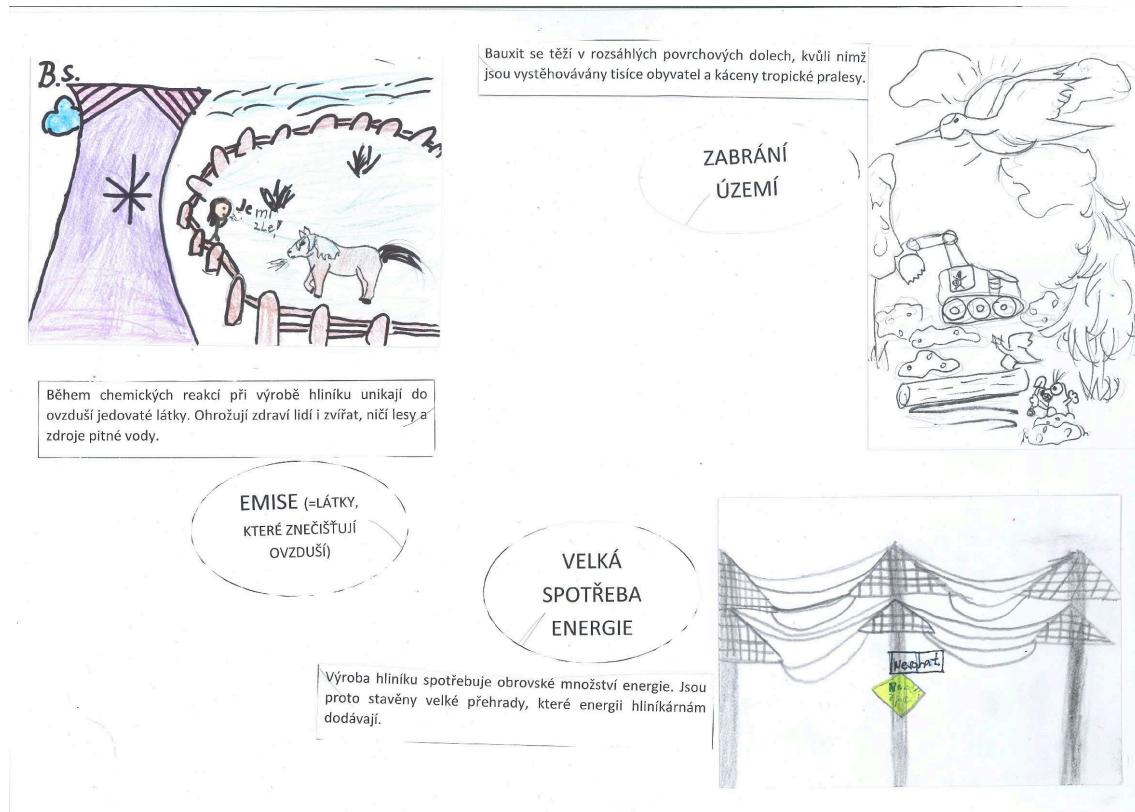 B.s.
Je mi
zle!
Během chemických reakcí při výrobě hliníku unikají do
ovzduší jedovaté látky. Ohrožují zdraví lidí i zvířat, ničí lesy a
zdroje pitné vody.
EMISE (=LÁTKY,
KTERÉ ZNEČIŠŤUJÍ
OVZDUŠÍ)
Bauxit se těží v rozsáhlých povrchových dolech, kvůli nimž
jsou vystěhovávány tisíce obyvatel a káceny tropické pralesy.
ZABRÁNÍ
ÚZEMÍ
VELKÁ
SPOTŘEBA
ENERGIE
Výroba hliníku spotřebuje obrovské množství energie. Jsou
proto stavěny velké přehrady, které energii hliníkárnám
dodávají.